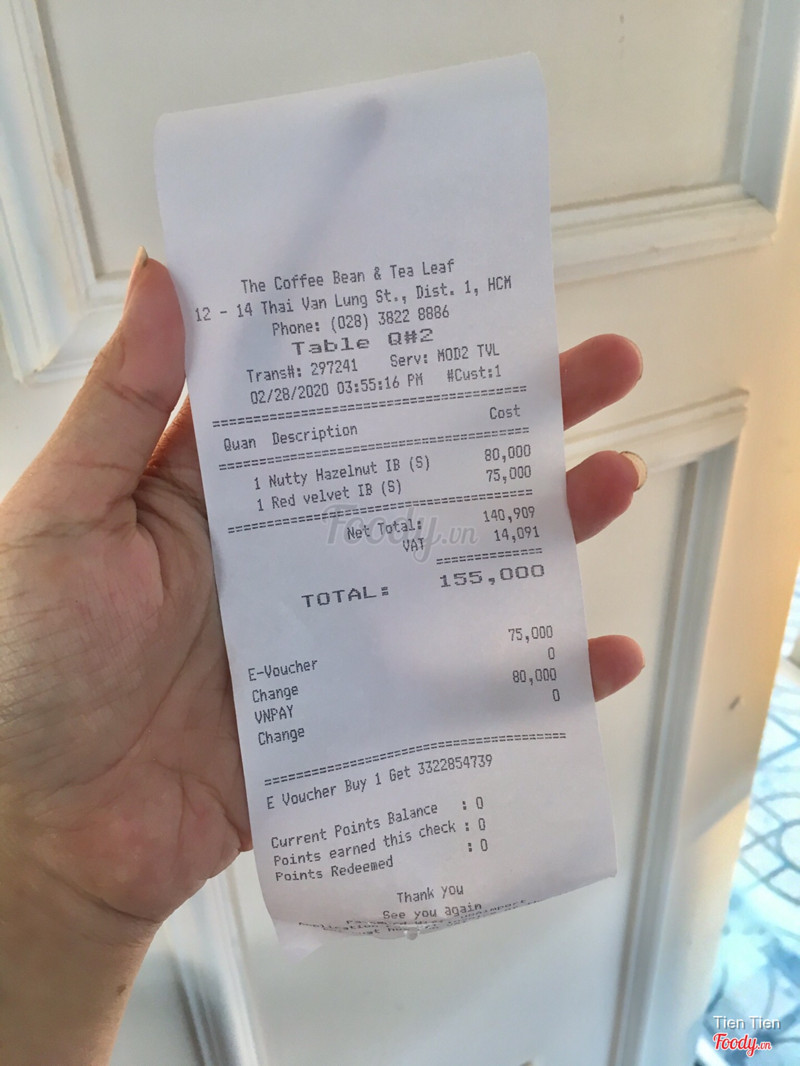 The Coffee Bean & Tea Leaf
12 - 14 Thai Van Lung St., Dist. 1, HCM
Phone: (028) 3822 8886
Table Q#2
Trans#: 297241 Serv: MOD2 TVL
02/28/2020 03:55:16 PM #Cust:1
================================
Quan Description Cost
================================
1 Nutty Hazelnut IB (S) 80,000
1 Red velvet IB (S) 75,000
================================
Net Total: 140,909
VAT 14,091
============
TOTAL: 155,000
E-Voucher 75,000
Change 0
VNPAY 80,000
Change 0
================================
E Voucher Buy 1 Get 3322854739
Current Points Balance : 0
Points earned this check : 0
Points Redeemed : 0
Thank you
See you again
Foody.vn
Tien Tien
Foody.vn